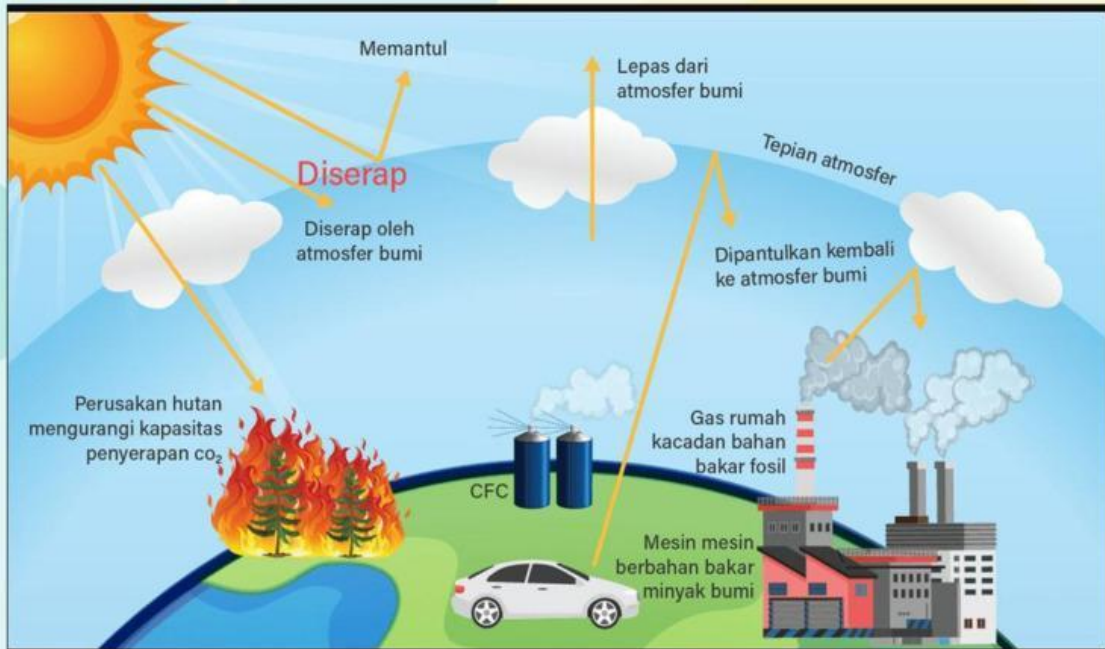 Memantul
Lepas dari
atmosfer bumi
Diserap
Tepian atmosfer
Diserap oleh
atmosfer bumi
Dipantulkan kembali
ke atmosfer bumi
Perusakan hutan
mengurangi kapasitas
penyerapan co₂
Gas rumah
kacadan bahan
bakar fosil
CFC
Mesin mesin
berbahan bakar
minyak bumi